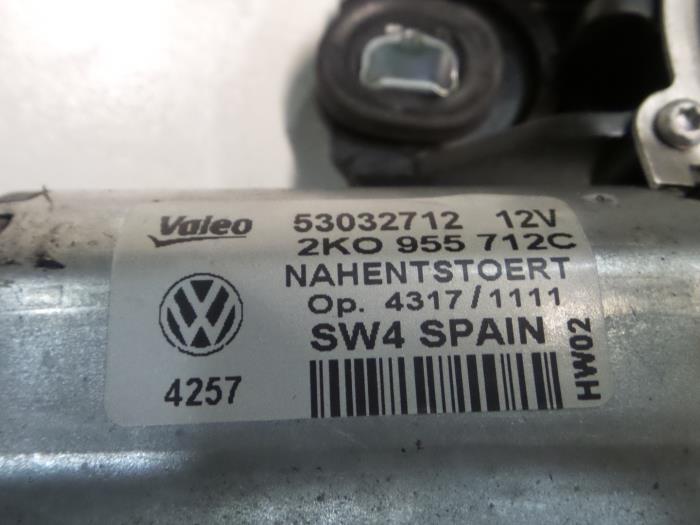 Valeo 53032712 12V
2KO 955 712C
NAHENTSTOERT
Op. 4317/1111
SW4 SPAIN
4257
HW02